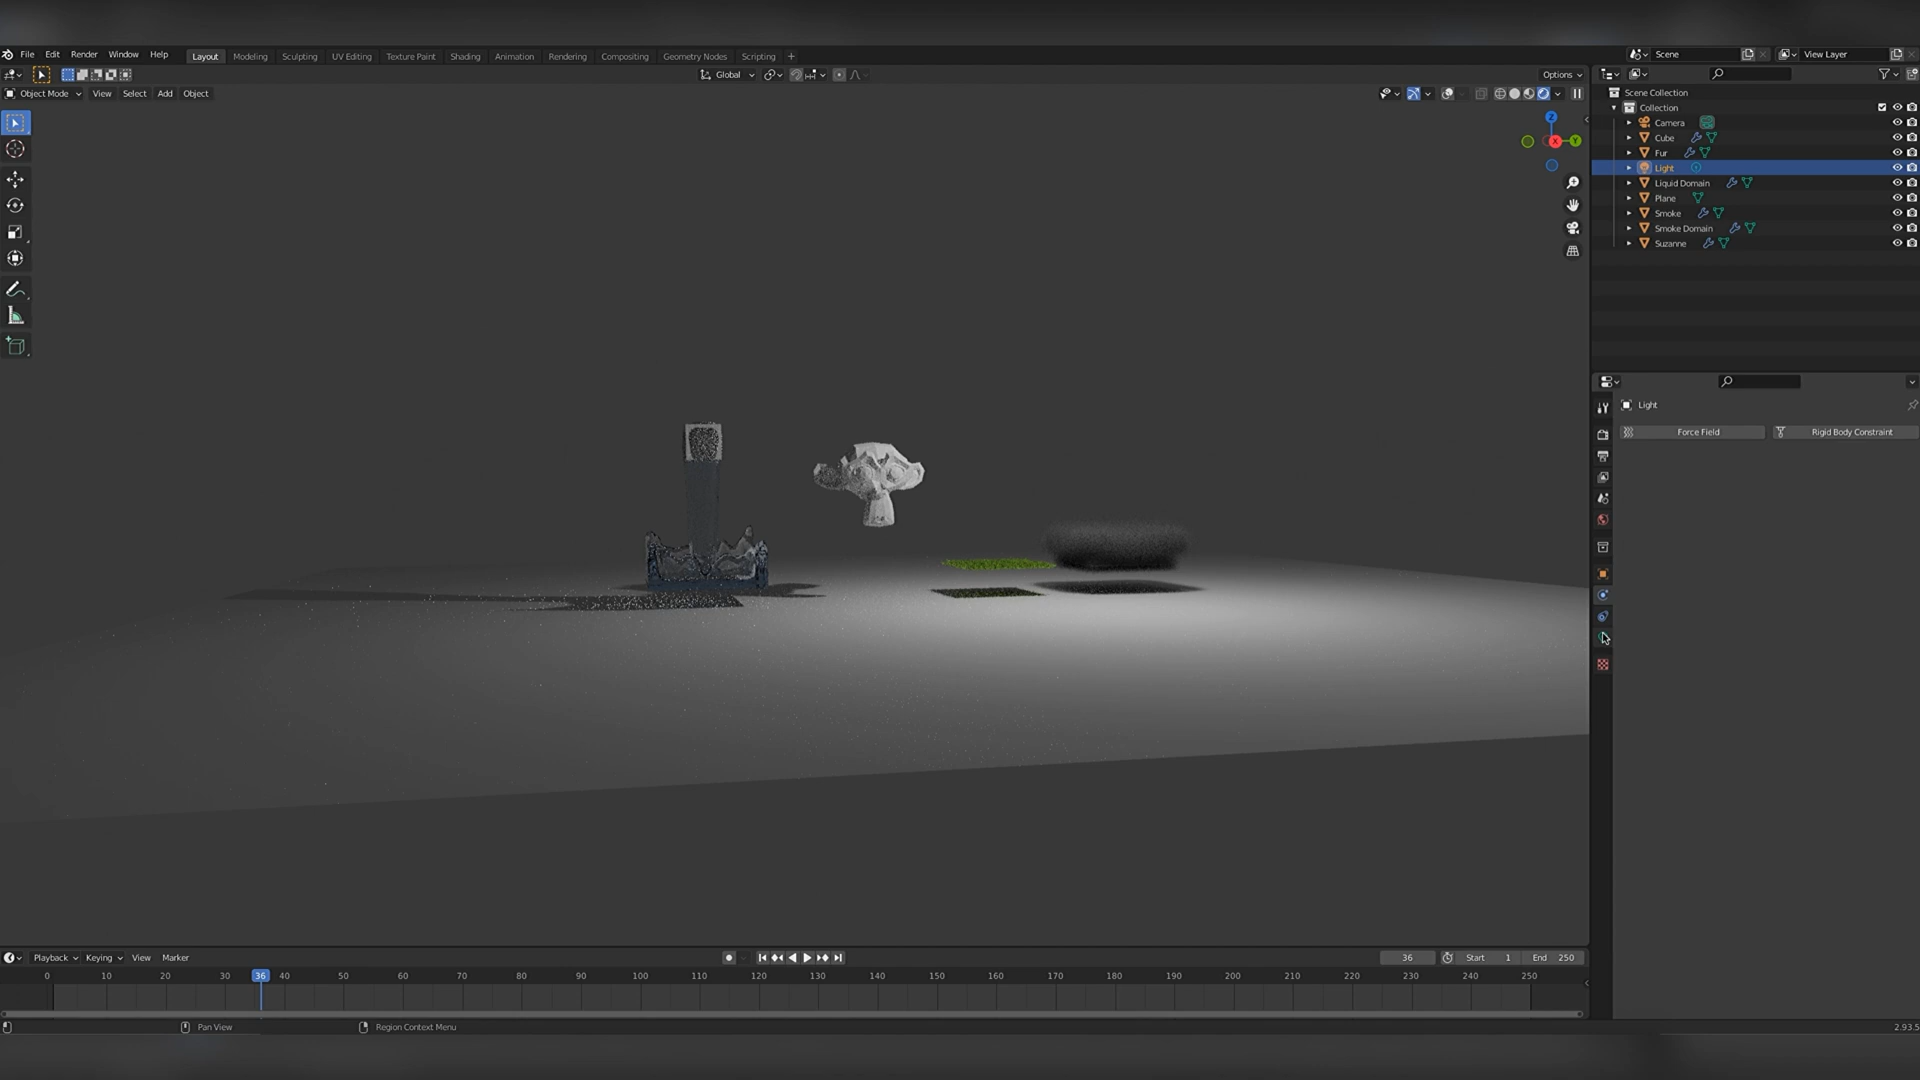 File Edit Render Window Help Layout Modeling Sculpting UV Editing Texture Paint Shading Animation Rendering Compositing Geometry Nodes Scripting + Scene View Layer
Global Options
Object Mode View Select Add Object
Z
X
Y
Scene Collection
Collection
Camera
Cube
Fur
Light
Liquid Domain
Plane
Smoke
Smoke Domain
Suzanne
Light
Force Field Rigid Body Constraint
Playback Keying View Marker 36 Start 1 End 250
0 10 20 30 36 40 50 60 70 80 90 100 110 120 130 140 150 160 170 180 190 200 210 220 230 240 250
Pan View Region Context Menu 2.93.5